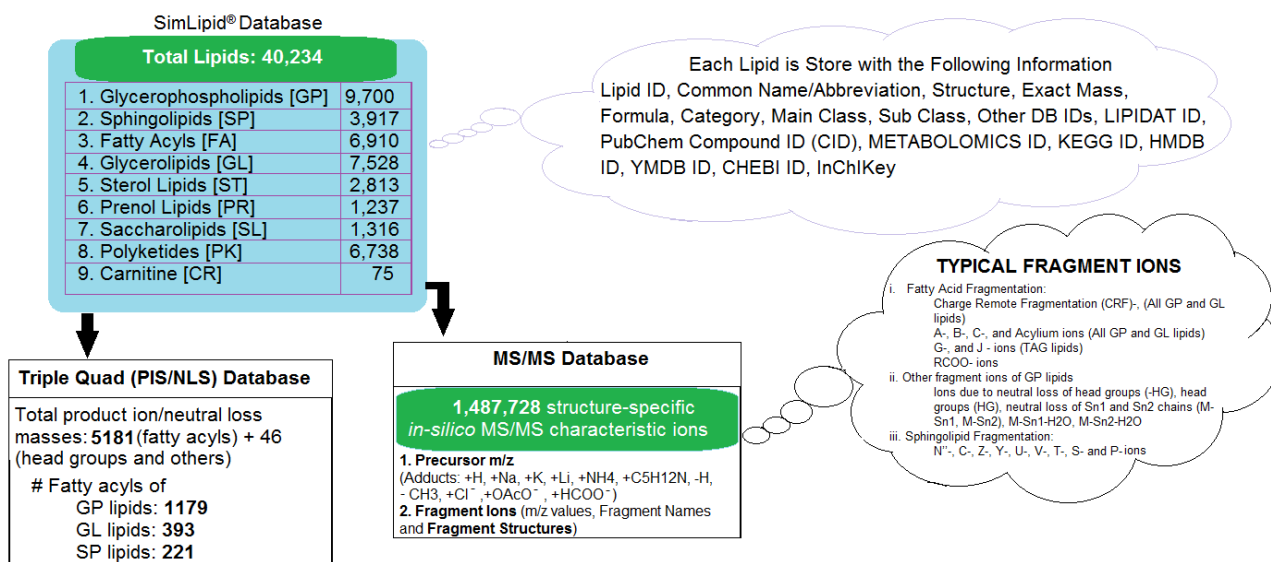 SimLipid® Database
Total Lipids: 40,234
1. Glycerophospholipids [GP] 9,700
2. Sphingolipids [SP] 3,917
3. Fatty Acyls [FA] 6,910
4. Glycerolipids [GL] 7,528
5. Sterol Lipids [ST] 2,813
6. Prenol Lipids [PR] 1,237
7. Saccharolipids [SL] 1,316
8. Polyketides [PK] 6,738
9. Carnitine [CR] 75
Each Lipid is Store with the Following Information
Lipid ID, Common Name/Abbreviation, Structure, Exact Mass,
Formula, Category, Main Class, Sub Class, Other DB IDs, LIPIDAT ID,
PubChem Compound ID (CID), METABOLOMICS ID, KEGG ID, HMDB
ID, YMDB ID, CHEBI ID, InChIKey
Triple Quad (PIS/NLS) Database
Total product ion/neutral loss
masses: 5181(fatty acyls) + 46
(head groups and others)
# Fatty acyls of
GP lipids: 1179
GL lipids: 393
SP lipids: 221
MS/MS Database
1,487,728 structure-specific
in-silico MS/MS characteristic ions
1. Precursor m/z
(Adducts: +H, +Na, +K, +Li, +NH4, +C5H12N, -H,
- CH3, +Cl⁻ ,+OAcO⁻ , +HCOO⁻)
2. Fragment Ions (m/z values, Fragment Names
and Fragment Structures)
TYPICAL FRAGMENT IONS
i. Fatty Acid Fragmentation:
Charge Remote Fragmentation (CRF)-, (All GP and GL
lipids)
A-, B-, C-, and Acylium ions (All GP and GL lipids)
G-, and J - ions (TAG lipids)
RCOO- ions
ii. Other fragment ions of GP lipids
Ions due to neutral loss of head groups (-HG), head
groups (HG), neutral loss of Sn1 and Sn2 chains (M-
Sn1, M-Sn2), M-Sn1-H2O, M-Sn2-H2O
iii. Sphingolipid Fragmentation:
N"-, C-, Z-, Y-, U-, V-, T-, S- and P-ions